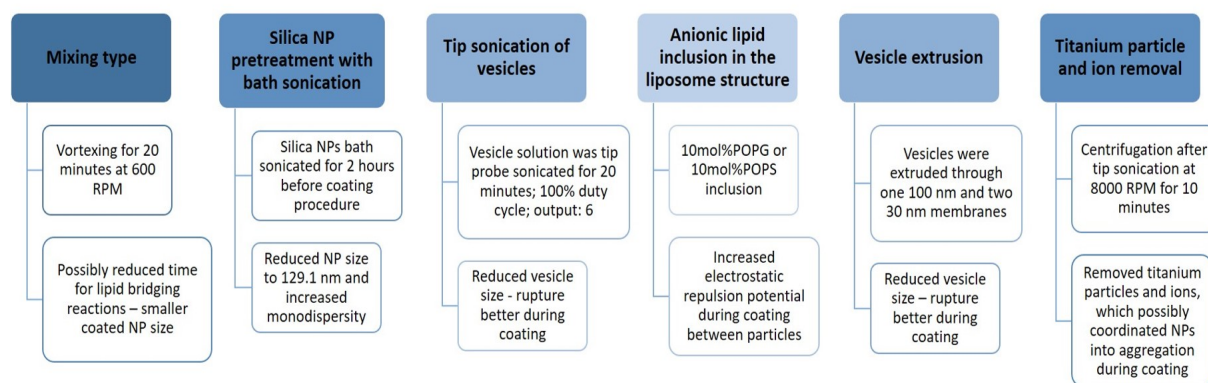 Mixing type
Vortexing for 20
minutes at 600
RPM
Possibly reduced time
for lipid bridging
reactions – smaller
coated NP size
Silica NP
pretreatment with
bath sonication
Silica NPs bath
sonicated for 2 hours
before coating
procedure
Reduced NP size
to 129.1 nm and
increased
monodispersity
Tip sonication of
vesicles
Vesicle solution was tip
probe sonicated for 20
minutes; 100% duty
cycle; output: 6
Reduced vesicle
size - rupture
better during
coating
Anionic lipid
inclusion in the
liposome structure
10mol%POPG or
10mol%POPS
inclusion
Increased
electrostatic
repulsion potential
during coating
between particles
Vesicle extrusion
Vesicles were
extruded through
one 100 nm and two
30 nm membranes
Reduced vesicle
size – rupture
better during
coating
Titanium particle
and ion removal
Centrifugation after
tip sonication at
8000 RPM for 10
minutes
Removed titanium
particles and ions,
which possibly
coordinated NPs
into aggregation
during coating